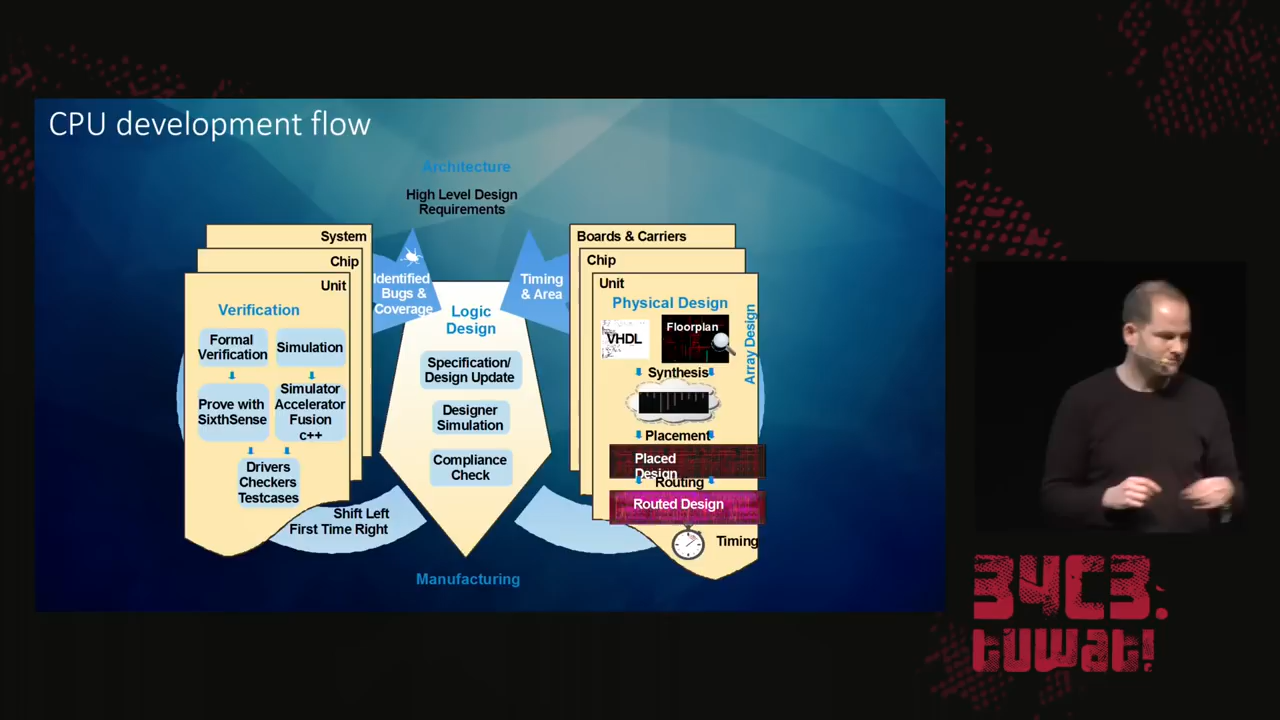 CPU development flow
Architecture
High Level Design
Requirements
System
Chip
Unit
Verification
Formal
Verification
Simulation
Prove with
SixthSense
Simulator
Accelerator
Fusion
c++
Drivers
Checkers
Testcases
Identified
Bugs &
Coverage
Timing
& Area
Logic
Design
Specification/
Design Update
Designer
Simulation
Compliance
Check
Shift Left
First Time Right
Manufacturing
Boards & Carriers
Chip
Unit
Physical Design
Array Design
VHDL
Floorplan
Synthesis
Placement
Placed
Design
Routing
Routed Design
Timing
34C3.
tuwat!